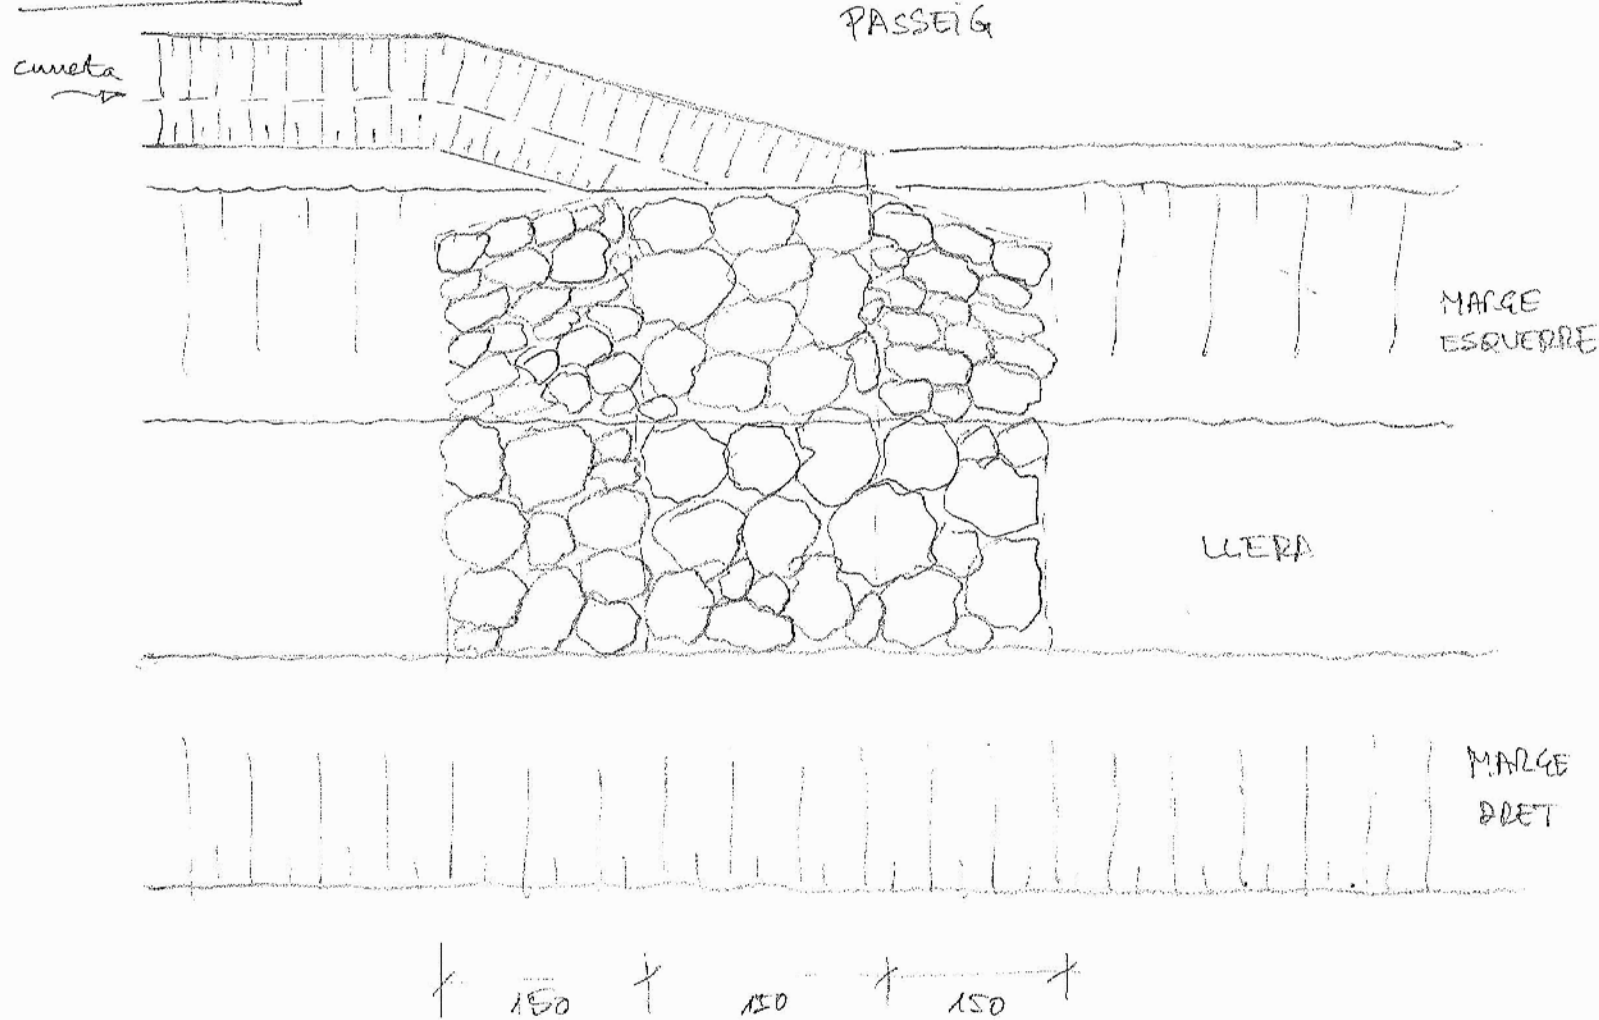 PASSEIG
cuneta
MARGE
ESQUERRE
LLERA
MARGE
DRET
150 150 150